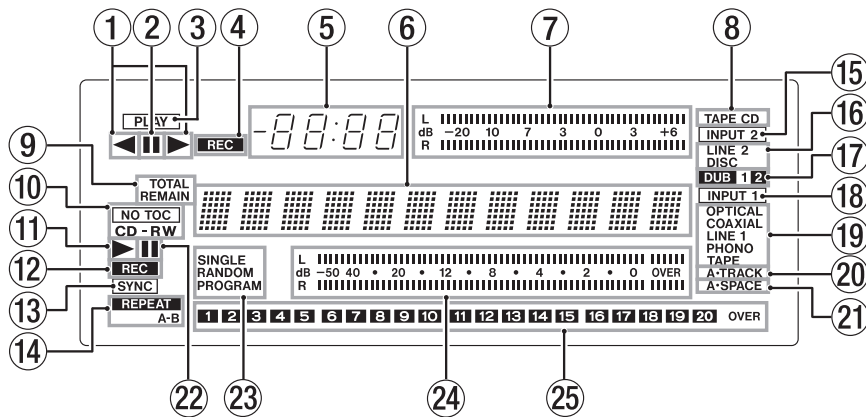 1 2 3 4 5 6 7 8
15
16
17
18
19
20
21
9
10
11
12
13
14
22 23 24 25
PLAY
REC
-88:88
L
dB -20 10 7 3 0 3 +6
R
TAPE CD
INPUT 2
LINE 2
DISC
DUB 1 2
INPUT 1
OPTICAL
COAXIAL
LINE 1
PHONO
TAPE
A•TRACK
A•SPACE
TOTAL
REMAIN
NO TOC
CD-RW
REC
SYNC
REPEAT
A-B
SINGLE
RANDOM
PROGRAM
L
dB -50 40 • 20 • 12 • 8 • 4 • 2 • 0 OVER
R
1 2 3 4 5 6 7 8 9 10 11 12 13 14 15 16 17 18 19 20 OVER